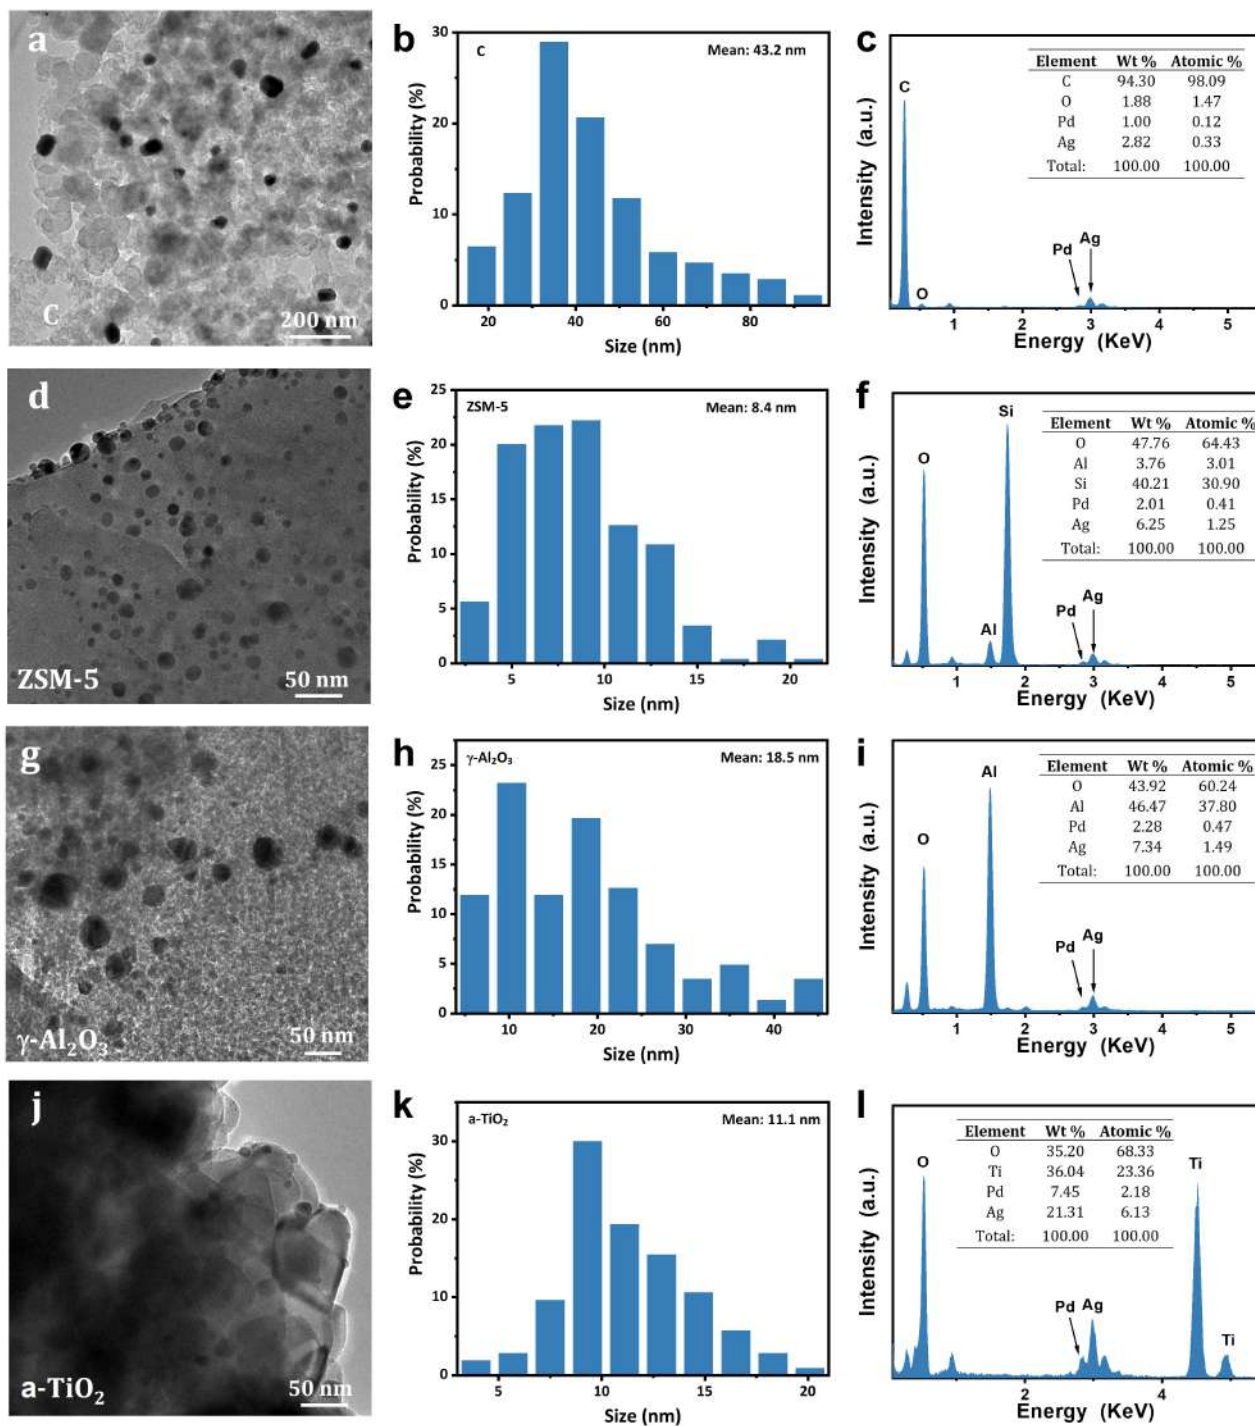 a
C
200 nm
b
C
Mean: 43.2 nm
Probability (%)
30
20
10
0
20 40 60 80
Size (nm)
c
Element Wt % Atomic %
C 94.30 98.09
O 1.88 1.47
Pd 1.00 0.12
Ag 2.82 0.33
Total: 100.00 100.00
Intensity (a.u.)
C
O
Pd
Ag
1 2 3 4 5
Energy (KeV)
d
ZSM-5
50 nm
e
ZSM-5
Mean: 8.4 nm
Probability (%)
25
20
15
10
5
0
5 10 15 20
Size (nm)
f
Element Wt % Atomic %
O 47.76 64.43
Al 3.76 3.01
Si 40.21 30.90
Pd 2.01 0.41
Ag 6.25 1.25
Total: 100.00 100.00
Intensity (a.u.)
O
Al
Si
Pd
Ag
1 2 3 4 5
Energy (KeV)
g
γ-Al₂O₃
50 nm
h
γ-Al₂O₃
Mean: 18.5 nm
Probability (%)
25
20
15
10
5
0
10 20 30 40
Size (nm)
i
Element Wt % Atomic %
O 43.92 60.24
Al 46.47 37.80
Pd 2.28 0.47
Ag 7.34 1.49
Total: 100.00 100.00
Intensity (a.u.)
O
Al
Pd
Ag
1 2 3 4 5
Energy (KeV)
j
a-TiO₂
50 nm
k
a-TiO₂
Mean: 11.1 nm
Probability (%)
30
20
10
0
5 10 15 20
Size (nm)
l
Element Wt % Atomic %
O 35.20 68.33
Ti 36.04 23.36
Pd 7.45 2.18
Ag 21.31 6.13
Total: 100.00 100.00
Intensity (a.u.)
O
Pd
Ag
Ti
Ti
2 4
Energy (KeV)